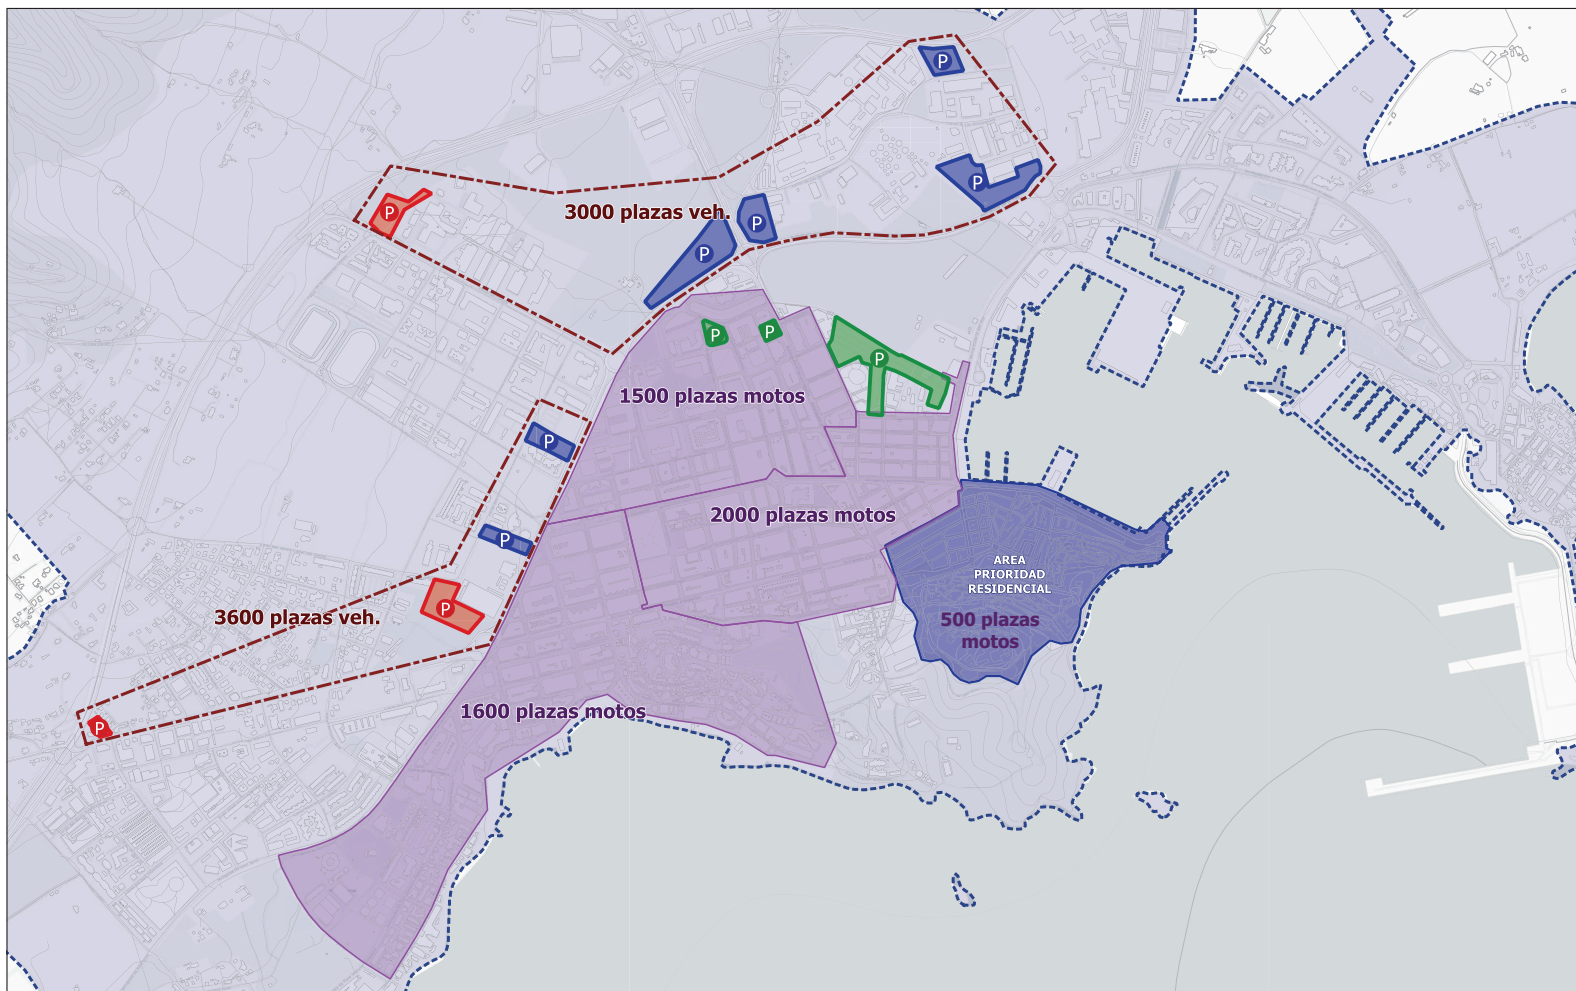 P
P
P
3000 plazas veh.
P
P
P
P
P
1500 plazas motos
P
P
2000 plazas motos
P
AREA
PRIORIDAD
RESIDENCIAL
500 plazas
motos
3600 plazas veh.
P
1600 plazas motos
P